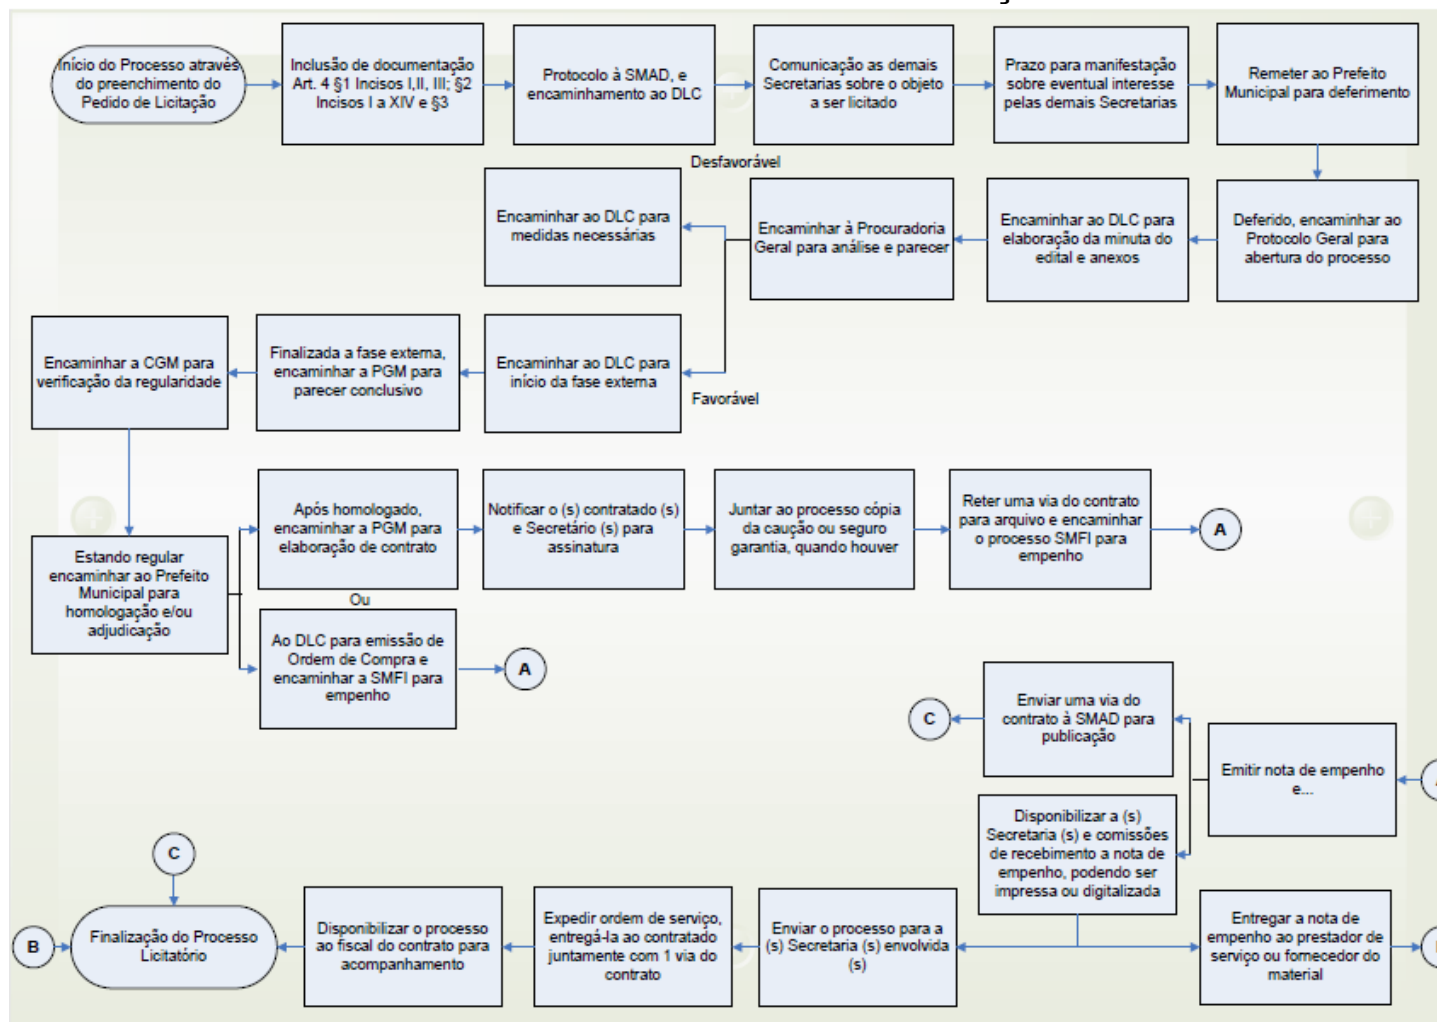 Início do Processo através
do preenchimento do
Pedido de Licitação
Inclusão de documentação
Art. 4 §1 Incisos I,II, III; §2
Incisos I a XIV e §3
Protocolo à SMAD, e
encaminhamento ao DLC
Comunicação as demais
Secretarias sobre o objeto
a ser licitado
Prazo para manifestação
sobre eventual interesse
pelas demais Secretarias
Remeter ao Prefeito
Municipal para deferimento
Deferido, encaminhar ao
Protocolo Geral para
abertura do processo
Encaminhar ao DLC para
elaboração da minuta do
edital e anexos
Encaminhar à Procuradoria
Geral para análise e parecer
Desfavorável
Encaminhar ao DLC para
medidas necessárias
Favorável
Encaminhar ao DLC para
início da fase externa
Finalizada a fase externa,
encaminhar a PGM para
parecer conclusivo
Encaminhar a CGM para
verificação da regularidade
Estando regular
encaminhar ao Prefeito
Municipal para
homologação e/ou
adjudicação
Após homologado,
encaminhar a PGM para
elaboração de contrato
Notificar o (s) contratado (s)
e Secretário (s) para
assinatura
Juntar ao processo cópia
da caução ou seguro
garantia, quando houver
Reter uma via do contrato
para arquivo e encaminhar
o processo SMFI para
empenho
A
Ou
Ao DLC para emissão de
Ordem de Compra e
encaminhar a SMFI para
empenho
A
Emitir nota de empenho
e...
Enviar uma via do
contrato à SMAD para
publicação
C
Disponibilizar a (s)
Secretaria (s) e comissões
de recebimento a nota de
empenho, podendo ser
impressa ou digitalizada
Entregar a nota de
empenho ao prestador de
serviço ou fornecedor do
material
Enviar o processo para a
(s) Secretaria (s) envolvida
(s)
Expedir ordem de serviço,
entregá-la ao contratado
juntamente com 1 via do
contrato
Disponibilizar o processo
ao fiscal do contrato para
acompanhamento
C
B
Finalização do Processo
Licitatório